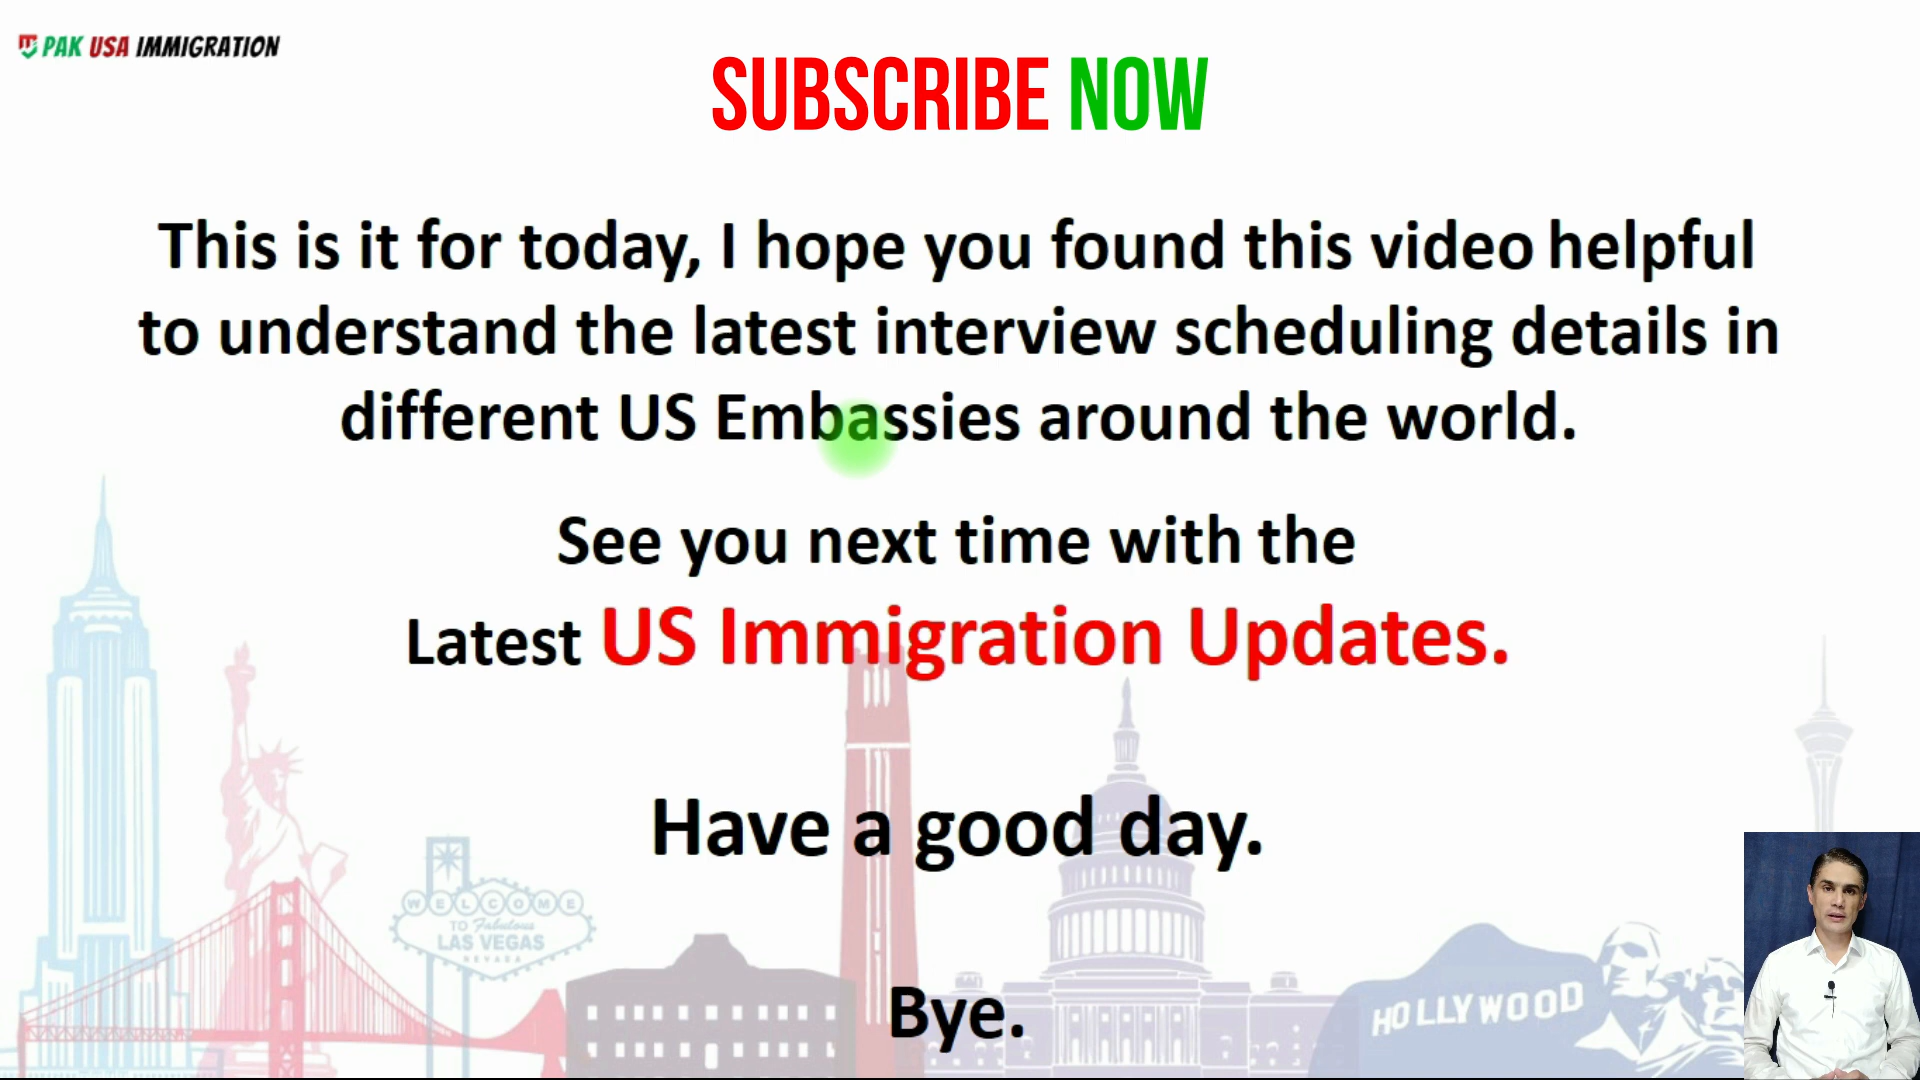 PAK USA IMMIGRATION
SUBSCRIBE NOW
This is it for today, I hope you found this video helpful
to understand the latest interview scheduling details in
different US Embassies around the world.
See you next time with the
Latest US Immigration Updates.
Have a good day.
WELCOME
TO Fabulous
LAS VEGAS
NEVADA
Bye.
HOLLYWOOD